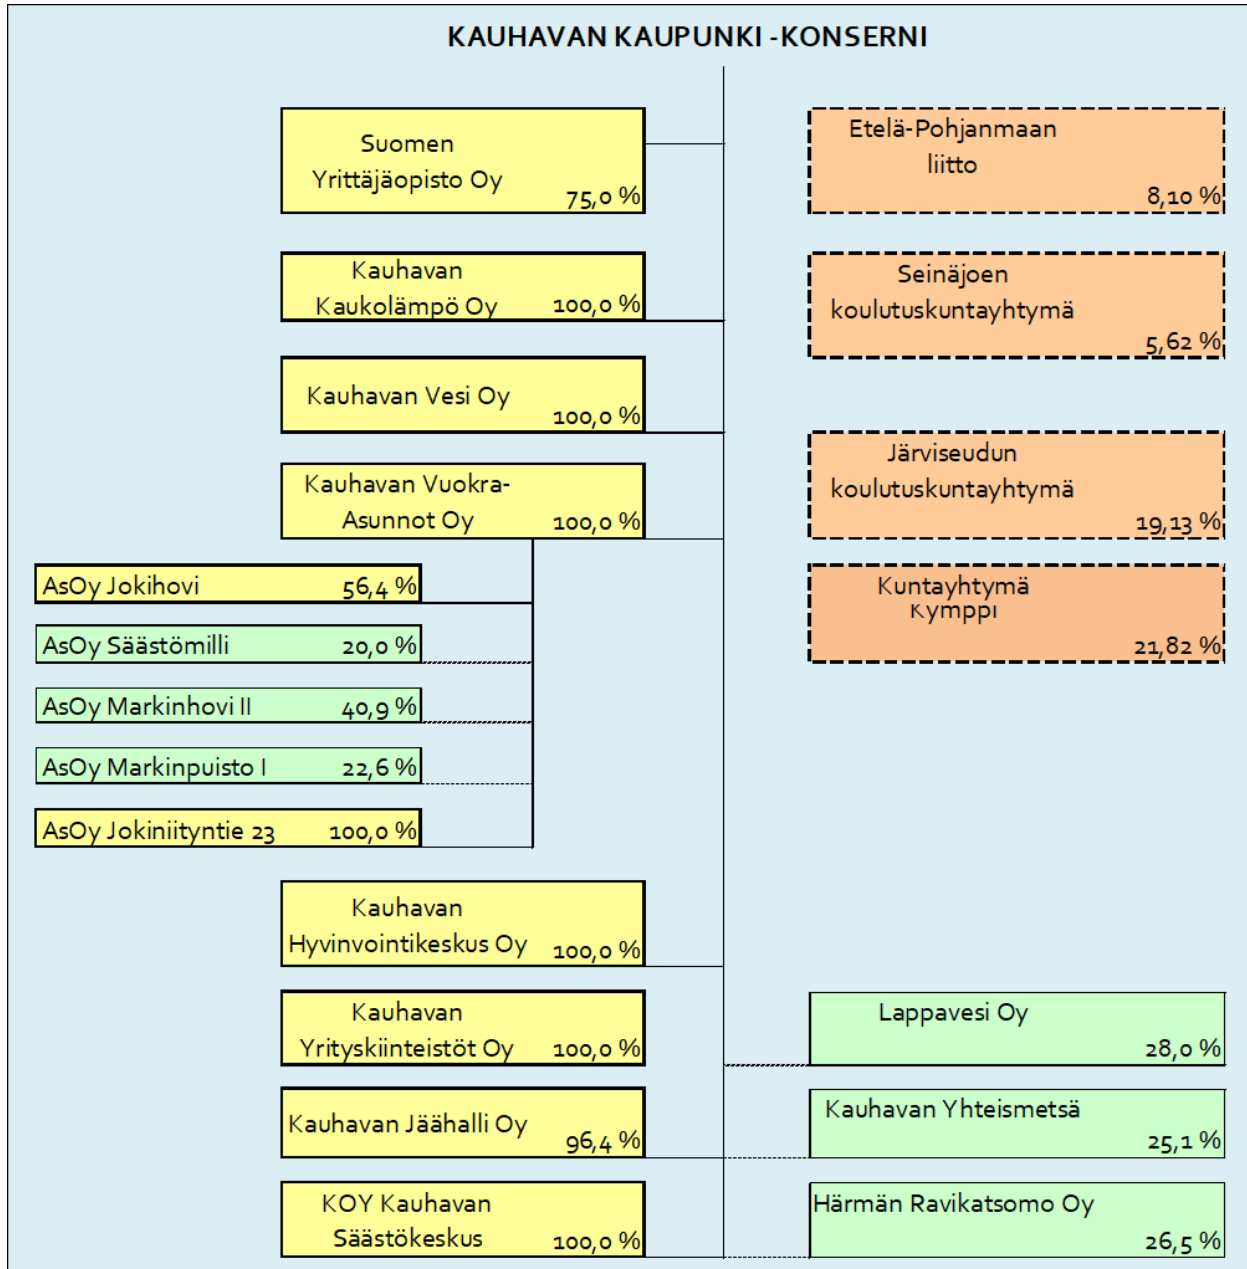 KAUHAVAN KAUPUNKI -KONSERNI
Suomen
Yrittäjäopisto Oy
75,0 %
Etelä-Pohjanmaan
liitto
8,10 %
Kauhavan
Kaukolämpö Oy
100,0 %
Seinäjoen
koulutuskuntayhtymä
5,62 %
Kauhavan Vesi Oy
100,0 %
Järviseudun
koulutuskuntayhtymä
19,13 %
Kauhavan Vuokra-
Asunnot Oy
100,0 %
Kuntayhtymä
Kymppi
21,82 %
AsOy Jokihovi 56,4 %
AsOy Säästömilli 20,0 %
AsOy Markinhovi II 40,9 %
AsOy Markinpuisto I 22,6 %
AsOy Jokiniityntie 23 100,0 %
Kauhavan
Hyvinvointikeskus Oy
100,0 %
Kauhavan
Yrityskiinteistöt Oy 100,0 %
Lappavesi Oy
28,0 %
Kauhavan Jäähalli Oy
96,4 %
Kauhavan Yhteismetsä
25,1 %
KOY Kauhavan
Säästökeskus 100,0 %
Härmän Ravikatsomo Oy
26,5 %